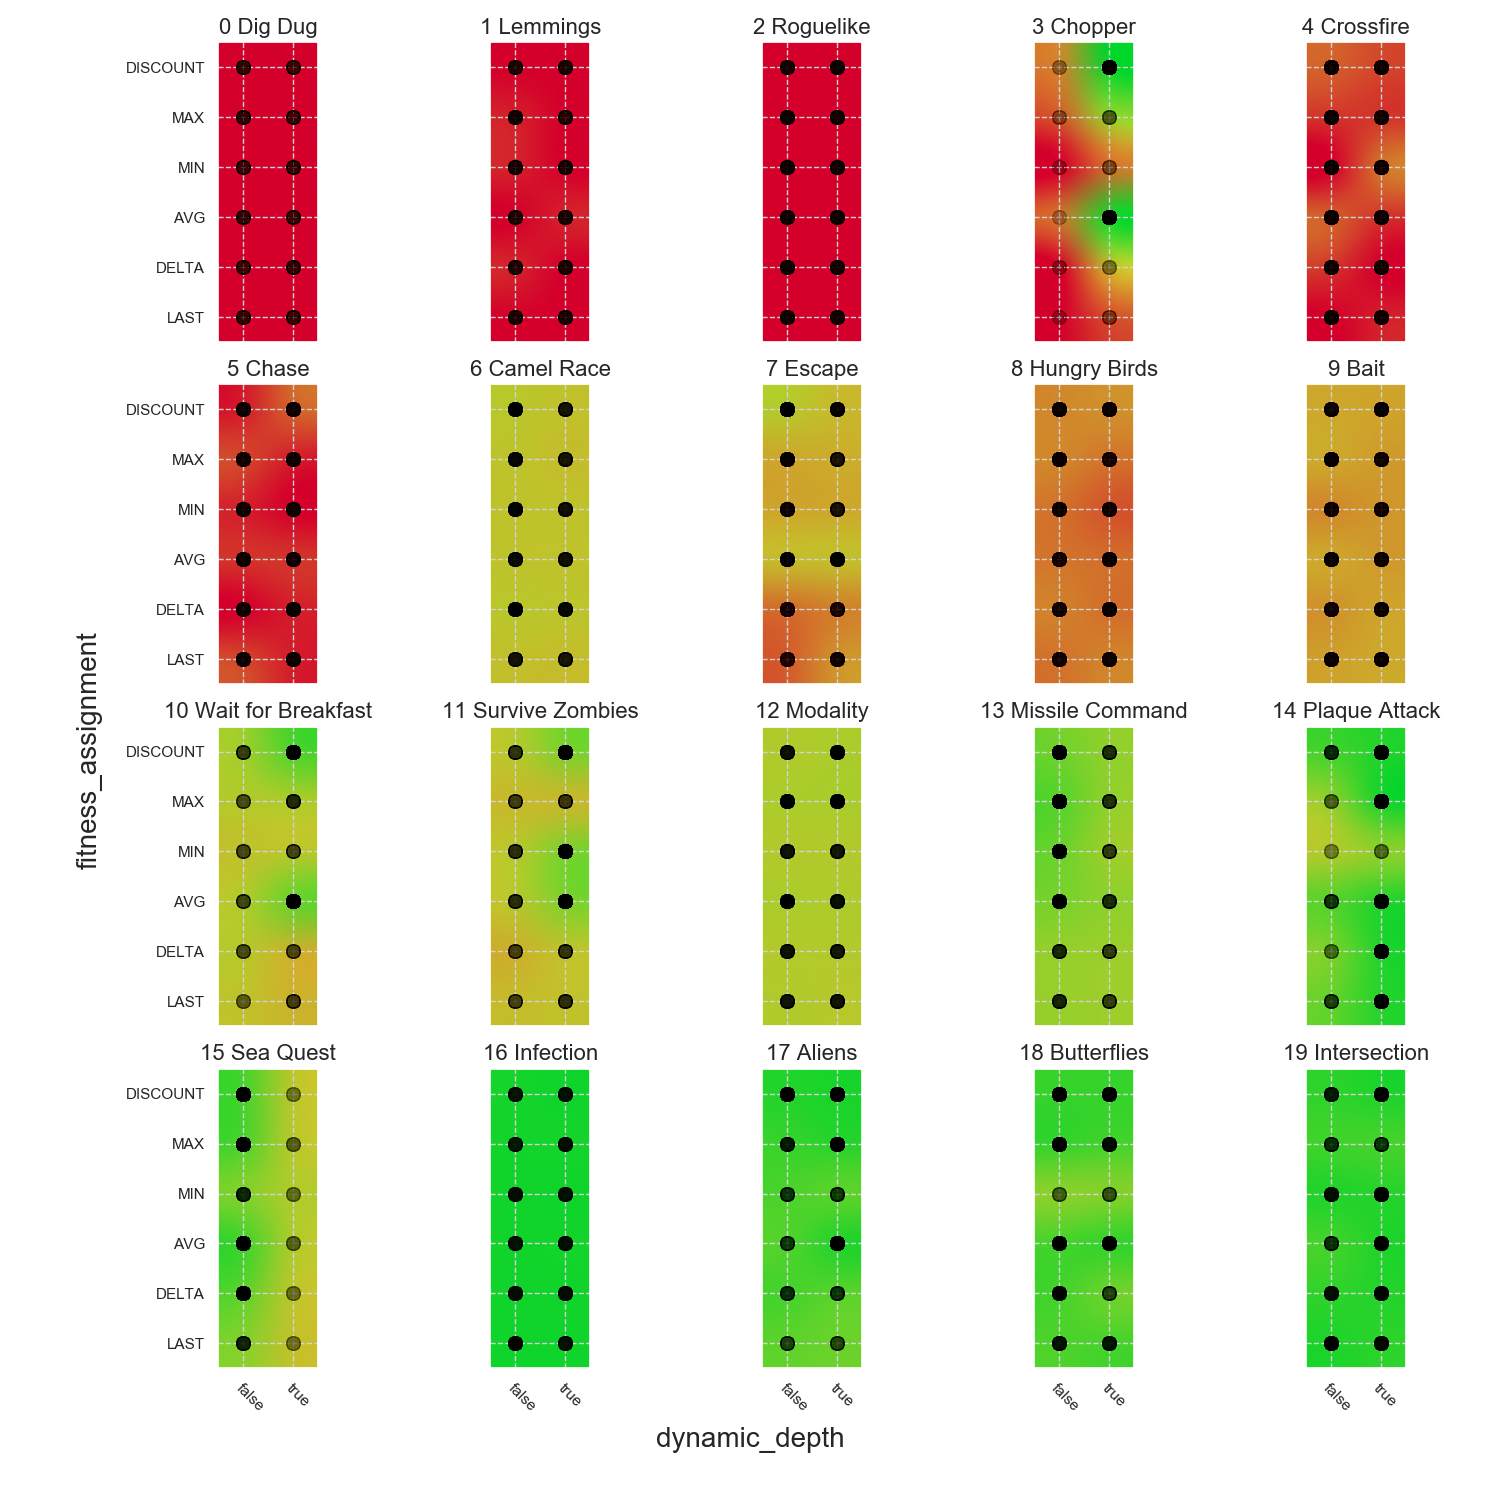 0 Dig Dug
1 Lemmings
2 Roguelike
3 Chopper
4 Crossfire
DISCOUNT
MAX
MIN
AVG
DELTA
LAST
5 Chase
6 Camel Race
7 Escape
8 Hungry Birds
9 Bait
DISCOUNT
MAX
MIN
AVG
DELTA
LAST
fitness_assignment
10 Wait for Breakfast
11 Survive Zombies
12 Modality
13 Missile Command
14 Plaque Attack
DISCOUNT
MAX
MIN
AVG
DELTA
LAST
15 Sea Quest
16 Infection
17 Aliens
18 Butterflies
19 Intersection
DISCOUNT
MAX
MIN
AVG
DELTA
LAST
false
true
false
true
false
true
false
true
false
true
dynamic_depth